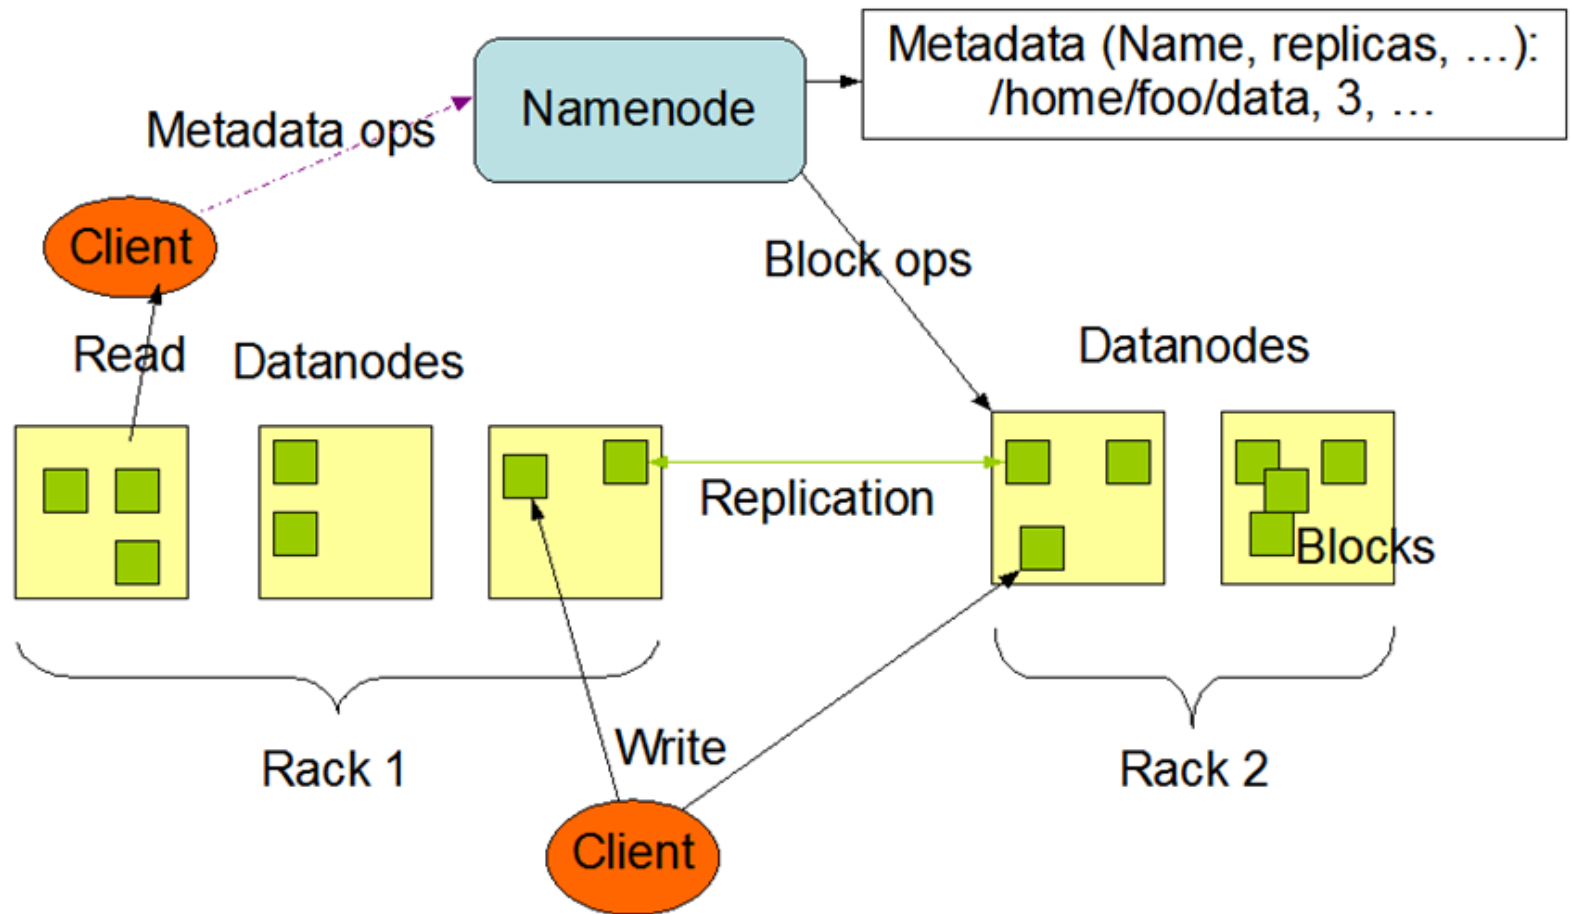 Metadata (Name, replicas, …):
/home/foo/data, 3, …
Namenode
Metadata ops
Client
Block ops
Read
Datanodes
Datanodes
Replication
Blocks
Rack 1
Write
Rack 2
Client